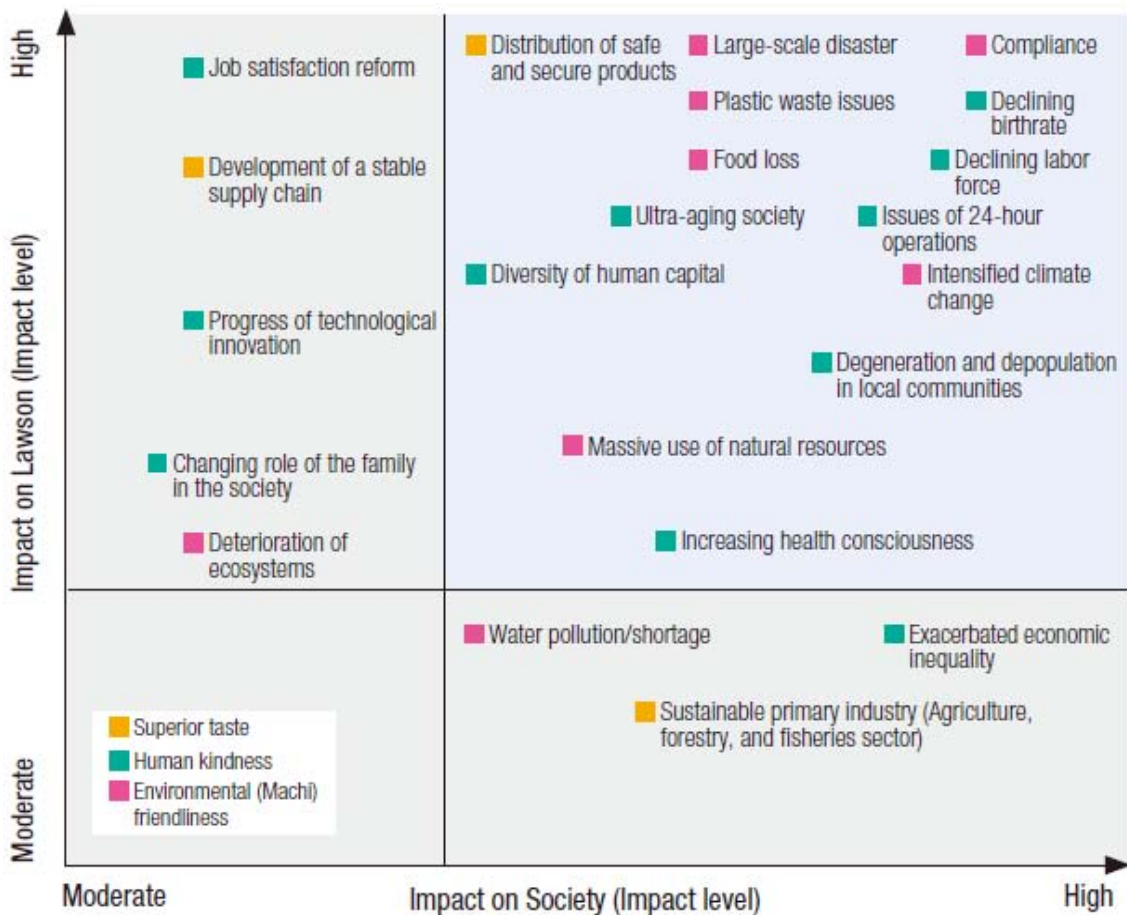 High
Impact on Lawson (Impact level)
Moderate
Job satisfaction reform
Development of a stable
supply chain
Progress of technological
innovation
Changing role of the family
in the society
Deterioration of
ecosystems
Distribution of safe
and secure products
Large-scale disaster
Compliance
Plastic waste issues
Declining
birthrate
Food loss
Declining labor
force
Ultra-aging society
Issues of 24-hour
operations
Diversity of human capital
Intensified climate
change
Degeneration and depopulation
in local communities
Massive use of natural resources
Increasing health consciousness
Water pollution/shortage
Exacerbated economic
inequality
Sustainable primary industry (Agriculture,
forestry, and fisheries sector)
Superior taste
Human kindness
Environmental (Machi)
friendliness
Moderate
Impact on Society (Impact level)
High